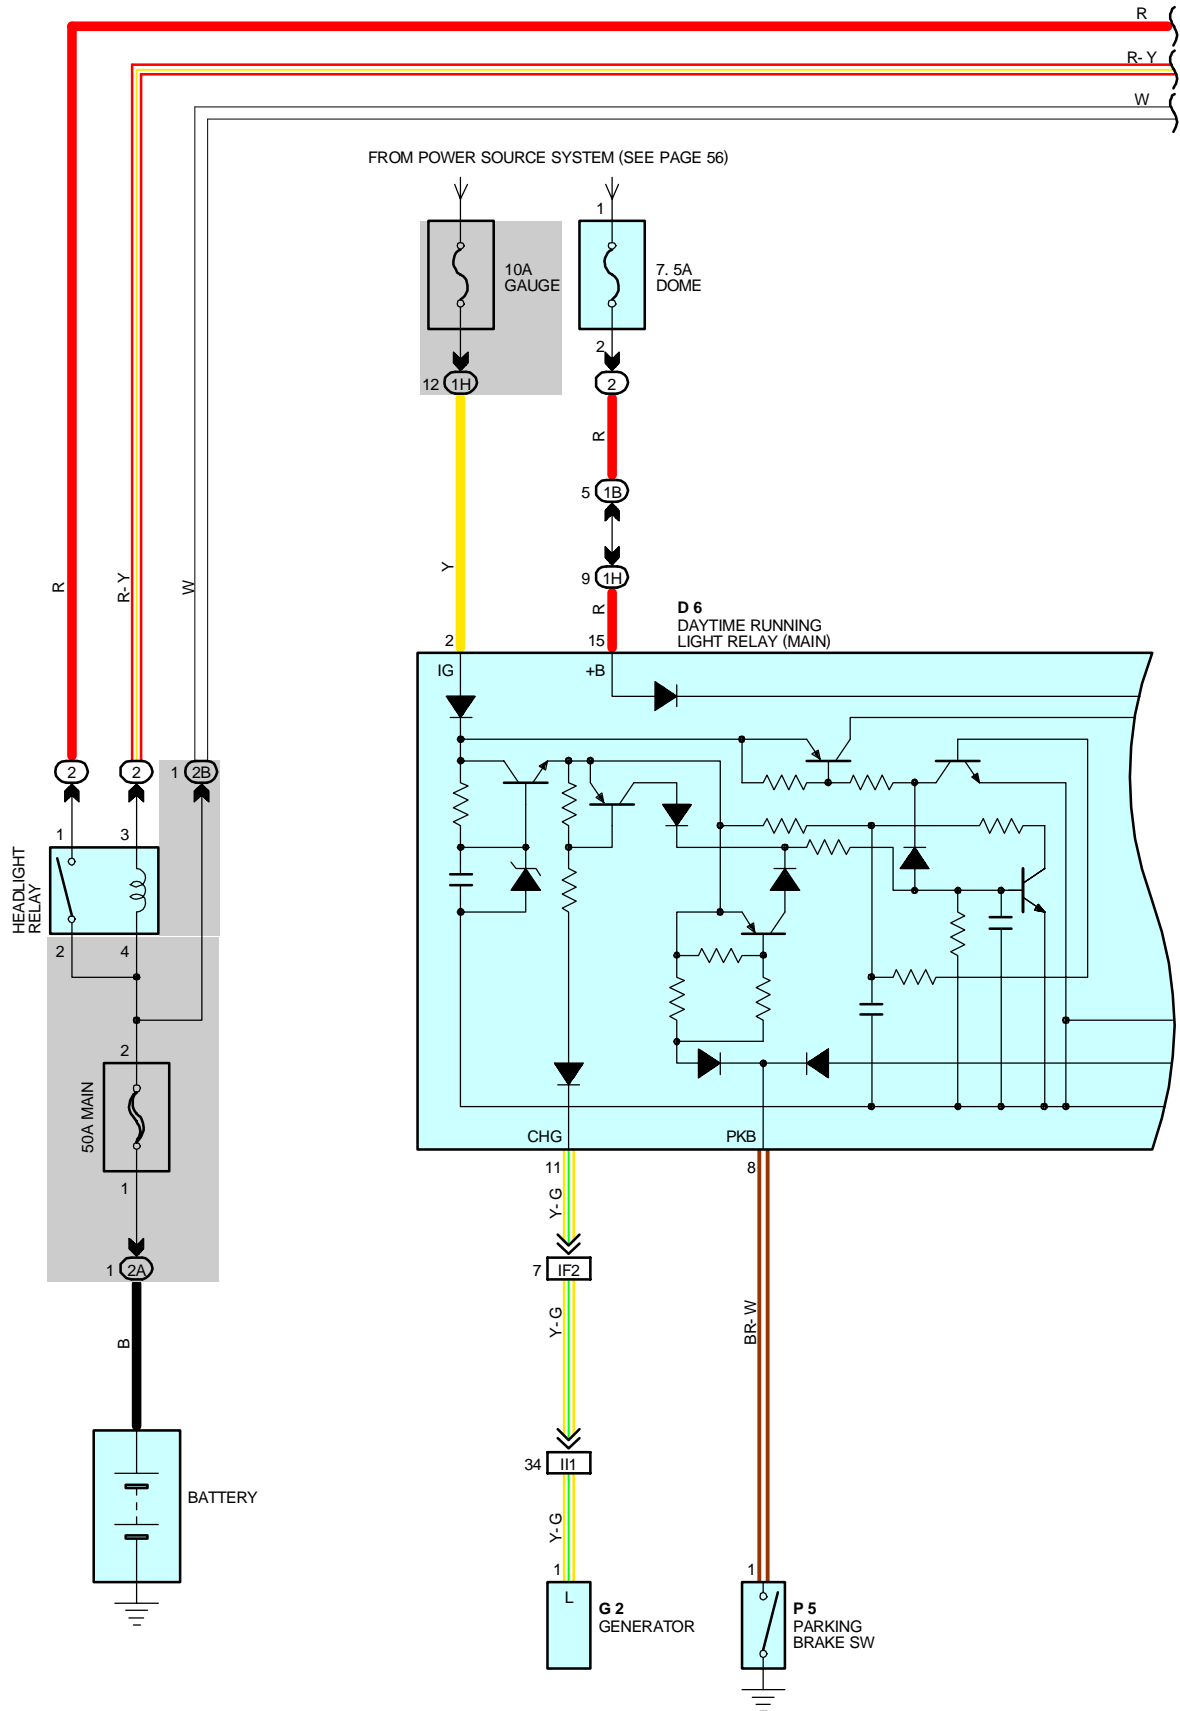 R
R-Y
W
FROM POWER SOURCE SYSTEM (SEE PAGE 56)
1
10A
GAUGE
7. 5A
DOME
2
12
1H
2
R
5
1B
9
1H
R
Y
R
R-Y
W
D 6
DAYTIME RUNNING
LIGHT RELAY (MAIN)
2
15
IG
+B
2
2
1
2B
1
3
HEADLIGHT
RELAY
2
4
2
50A MAIN
1
1
2A
B
BATTERY
CHG
PKB
11
8
Y-G
7
IF2
Y-G
BR-W
34
II1
Y-G
1
1
L
G 2
GENERATOR
P 5
PARKING
BRAKE SW